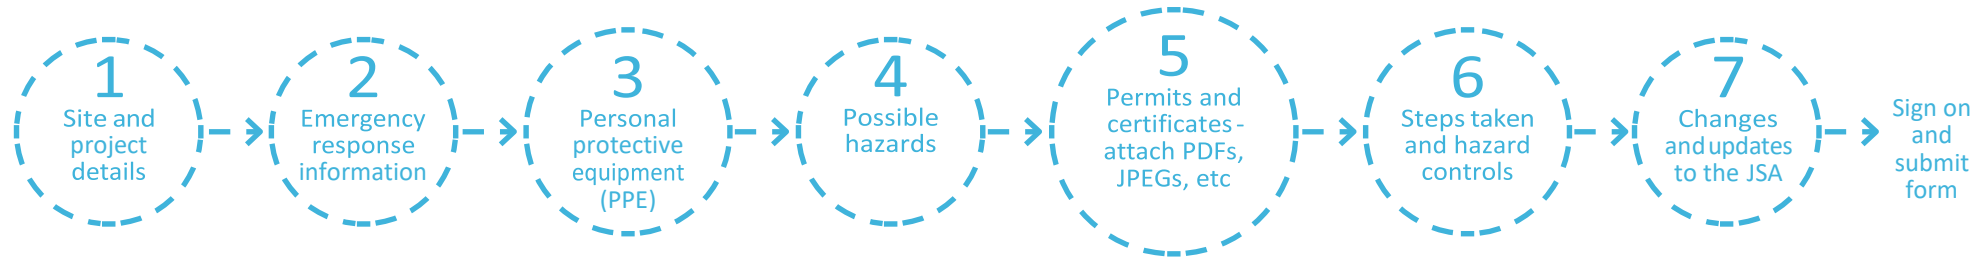 1
Site and
project
details
2
Emergency
response
information
3
Personal
protective
equipment
(PPE)
4
Possible
hazards
5
Permits and
certificates -
attach PDFs,
JPEGs, etc
6
Steps taken
and hazard
controls
7
Changes
and updates
to the JSA
Sign on
and
submit
form